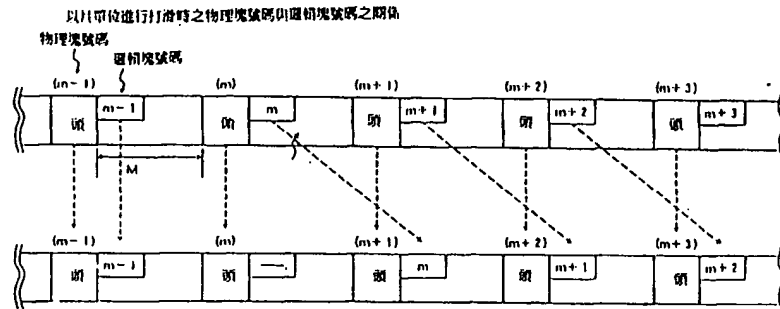 以片單位進行打滑時之物理塊號碼與邏輯塊號碼之關係
物理塊號碼
邏輯塊號碼
(m-1) (m) (m+1) (m+2) (m+3)
頭 m-1 頭 m 頭 m+1 頭 m+2 頭 m+3
M
(m-1) (m) (m+1) (m+2) (m+3)
頭 m-1 頭 — 頭 m 頭 m+1 頭 m+2